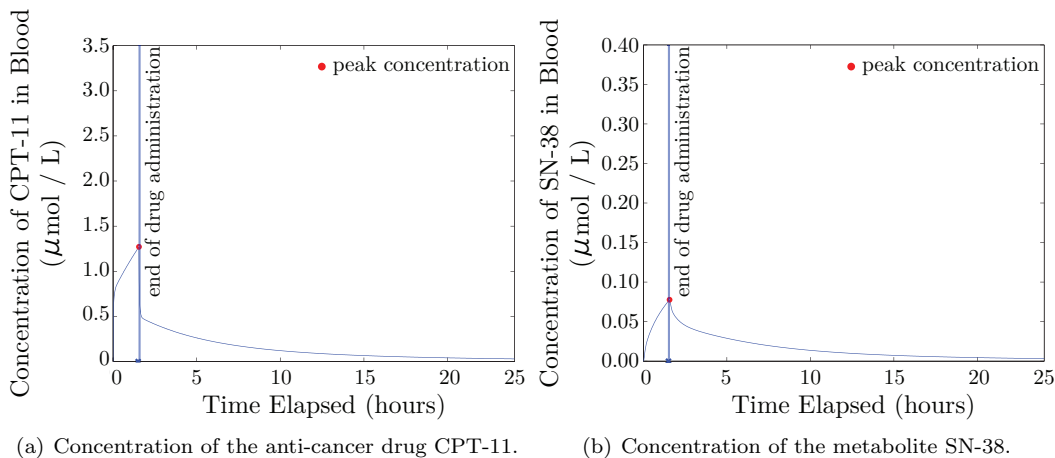 Concentration of CPT-11 in Blood
(μmol / L)
3.5
3.0
2.5
2.0
1.5
1.0
0.5
0
end of drug administration
peak concentration
0 5 10 15 20 25
Time Elapsed (hours)
(a) Concentration of the anti-cancer drug CPT-11.
Concentration of SN-38 in Blood
(μmol / L)
0.40
0.35
0.30
0.25
0.20
0.15
0.10
0.05
0.00
end of drug administration
peak concentration
0 5 10 15 20 25
Time Elapsed (hours)
(b) Concentration of the metabolite SN-38.